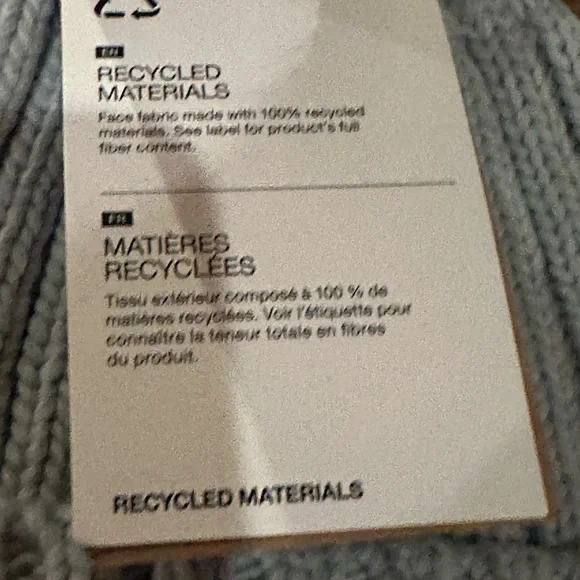 EN
RECYCLED
MATERIALS
Face fabric made with 100% recycled
materials. See label for product's full
fiber content.
FR
MATIÈRES
RECYCLÉES
Tissu extérieur composé à 100 % de
matières recyclées. Voir l'étiquette pour
connaître la teneur totale en fibres
du produit.
RECYCLED MATERIALS